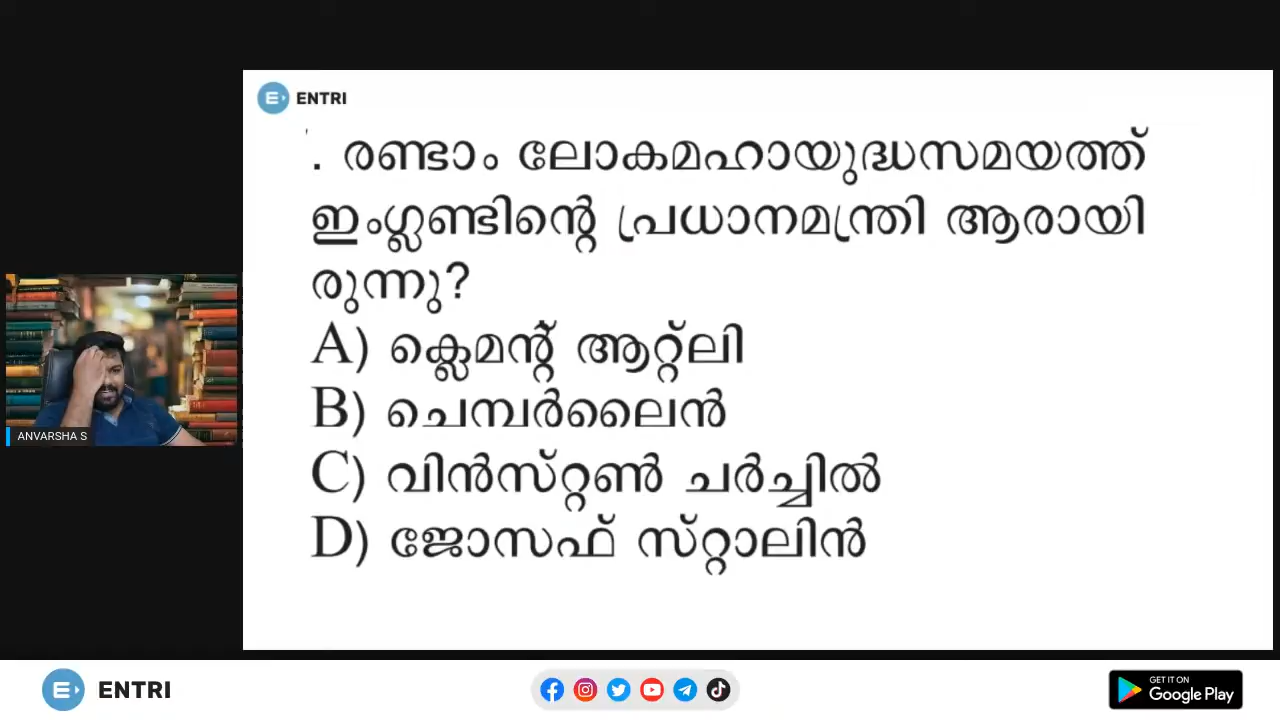 ENTRI
. രണ്ടാം ലോകമഹായുദ്ധസമയത്ത്
ഇംഗ്ലണ്ടിന്റെ പ്രധാനമന്ത്രി ആരായി
രുന്നു?
A) ക്ലെമന്റ് ആറ്റ്ലി
B) ചെമ്പർലൈൻ
C) വിൻസ്റ്റൺ ചർച്ചിൽ
D) ജോസഫ് സ്റ്റാലിൻ
ANVARSHA S
ENTRI
GET IT ON
Google Play